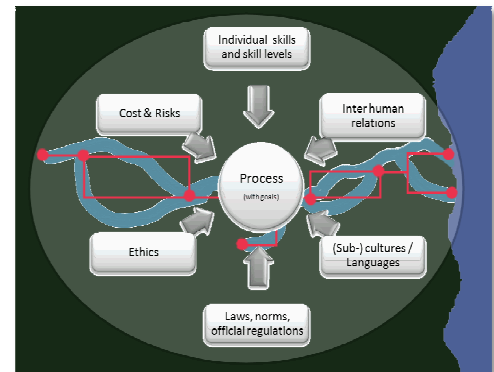 Individual skills
and skill levels
Cost & Risks
Inter human
relations
Process
(with goals)
Ethics
(Sub-) cultures /
Languages
Laws, norms,
official regulations